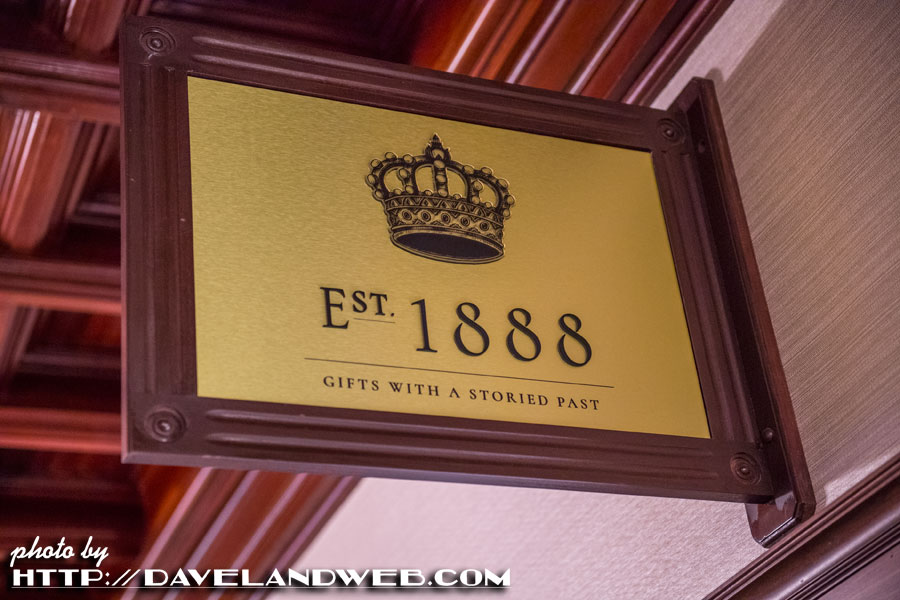 EST. 1888
GIFTS WITH A STORIED PAST
photo by
HTTP://DAVELANDWEB.COM